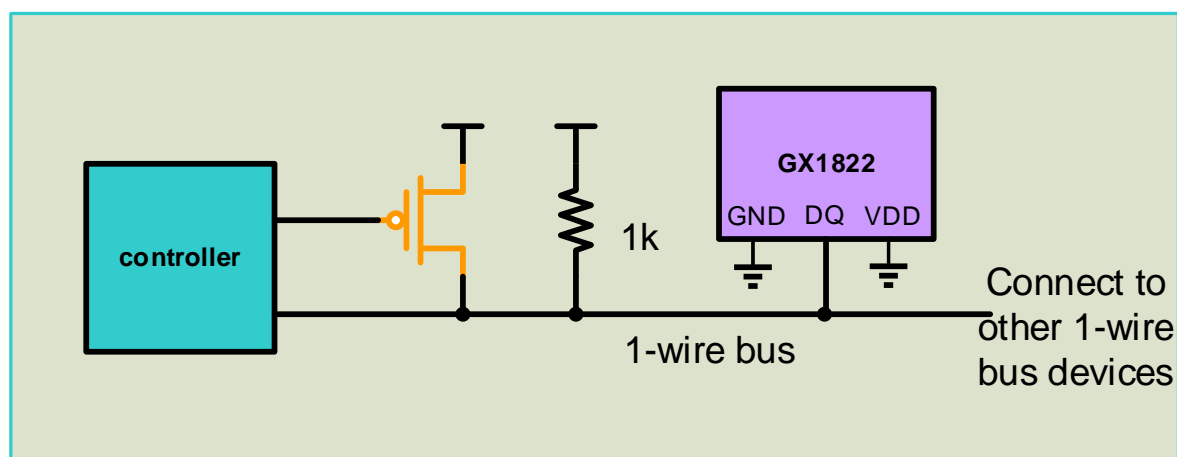 GX1822
GND DQ VDD
controller
1k
1-wire bus
Connect to
other 1-wire
bus devices